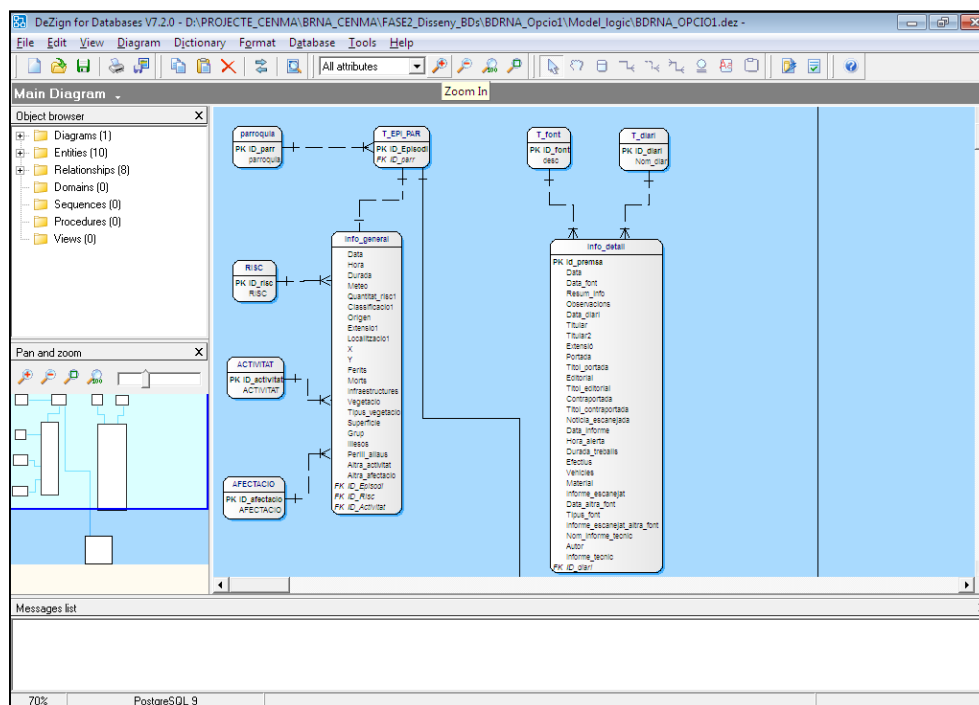 DeZign for Databases V7.2.0 - D:\PROJECTE_CENMA\BRNA_CENMA\FASE2_Disseny_BDs\BDRNA_Opcio1\Model_logic\BDRNA_OPCIO1.dez -
File Edit View Diagram Dictionary Format Database Tools Help
All attributes
Zoom In
Main Diagram
Object browser X
Diagrams (1)
Entities (10)
Relationships (8)
Domains (0)
Sequences (0)
Procedures (0)
Views (0)
Pan and zoom X
parroquia
PK ID_parr
parroquia
T_EPI_PAR
PK ID_Episodi
FK ID_parr
T_font
PK ID_font
desc
T_diari
PK ID_diari
Nom_diar
RISC
PK ID_risc
RISC
ACTIVITAT
PK ID_activitat
ACTIVITAT
AFECTACIO
PK ID_afectacio
AFECTACIO
Info_general
Data
Hora
Durada
Meteo
Quantitat_risc1
Classificacio1
Origen
Extensio1
Localitzacio1
X
Y
Ferits
Morts
Infraestructures
Vegetacio
Tipus_vegetacio
Superficie
Grup
Illesos
Perill_allaus
Altra_activitat
Altra_afectacio
FK ID_Episodi
FK ID_Risc
FK ID_Activitat
Info_detall
PK Id_premsa
Data
Data_font
Resum_info
Observacions
Data_diari
Titular
Titular2
Extensió
Portada
Titol_portada
Editorial
Titol_editorial
Contraportada
Titol_contraportada
Noticia_escanejada
Data_informe
Hora_alerta
Durada_treballs
Efectius
Vehicles
Material
Informe_escanejat
Data_altra_font
Tipus_font
Informe_escanejat_altra_font
Nom_informe_tecnic
Autor
Informe_tecnic
FK ID_diari
Messages list
70% PostgreSQL 9